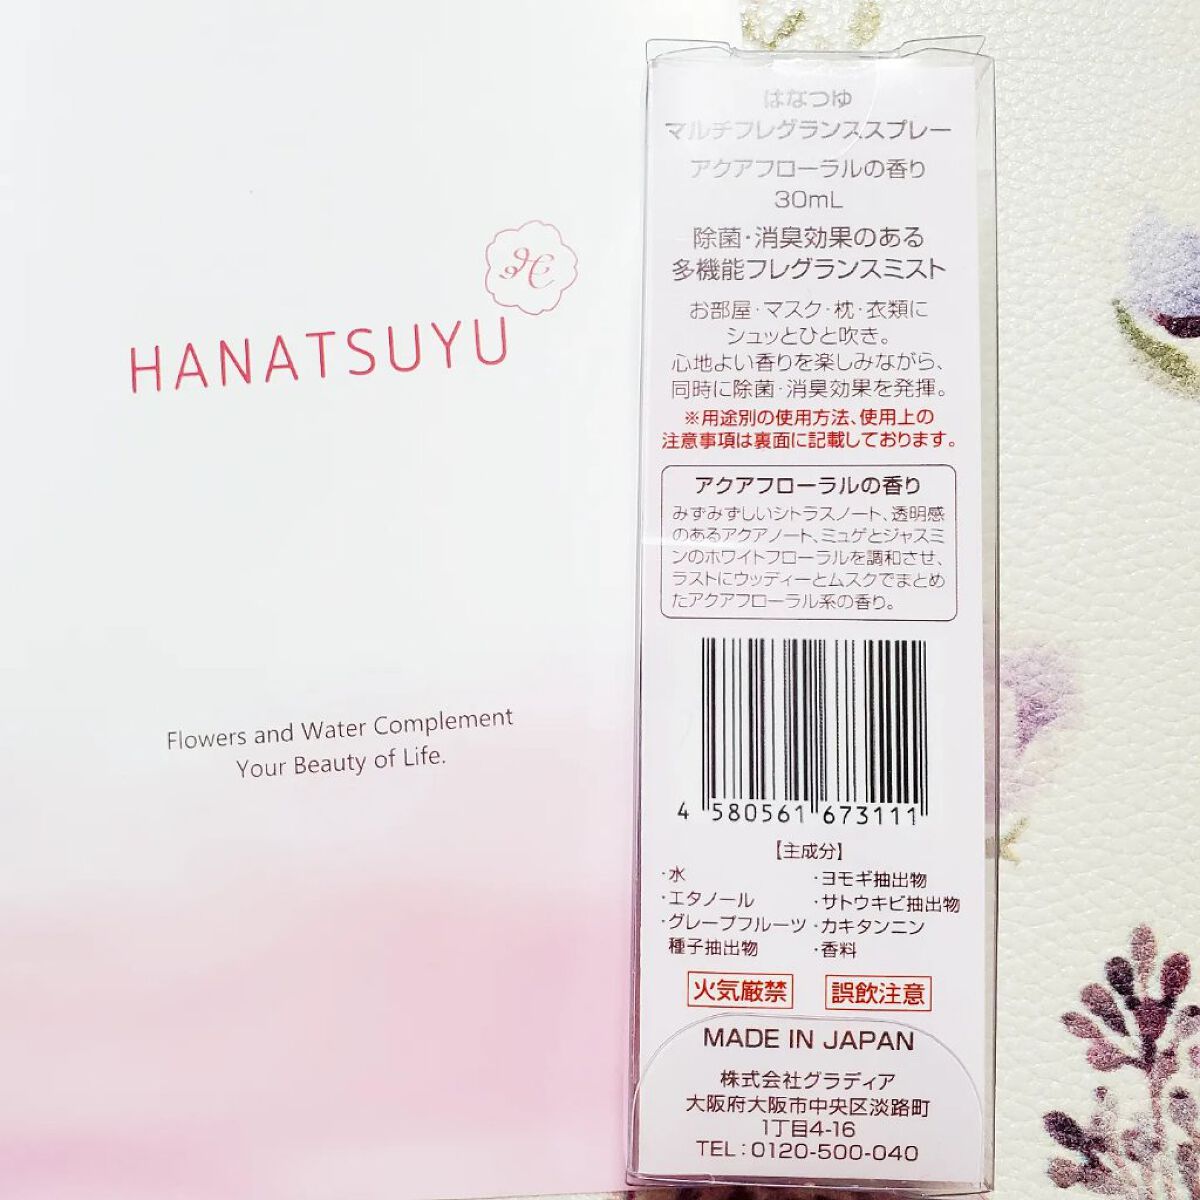 H
HANATSUYU
Flowers and Water Complement
Your Beauty of Life.
はなつゆ
マルチフレグランススプレー
アクアフローラルの香り
30mL
除菌・消臭効果のある
多機能フレグランスミスト
お部屋・マスク・枕・衣類に
シュッとひと吹き。
心地よい香りを楽しみながら、
同時に除菌・消臭効果を発揮。
※用途別の使用方法、使用上の
注意事項は裏面に記載しております。
アクアフローラルの香り
みずみずしいシトラスノート、透明感
のあるアクアノート、ミュゲとジャスミ
ンのホワイトフローラルを調和させ、
ラストにウッディーとムスクでまとめ
たアクアフローラル系の香り。
4 580561 673111
【主成分】
・水
・エタノール
・グレープフルーツ
種子抽出物
・ヨモギ抽出物
・サトウキビ抽出物
・カキタンニン
・香料
火気厳禁 誤飲注意
MADE IN JAPAN
株式会社グラディア
大阪府大阪市中央区淡路町
1丁目4-16
TEL:0120-500-040